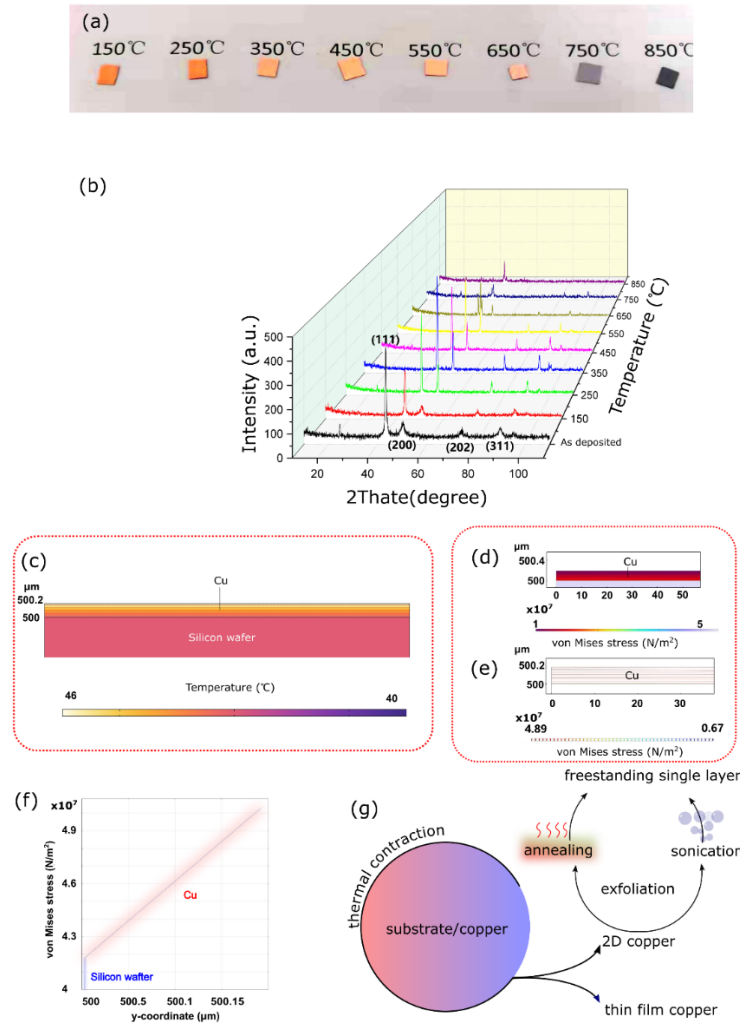 (a)
150℃ 250℃ 350℃ 450℃ 550℃ 650℃ 750℃ 850℃
(b)
Intensity (a.u.)
500
400
300
200
100
0
(111)
(200)
(202)
(311)
20 40 60 80 100
2Thate(degree)
850
750
650
550
450
350
250
150
As deposited
Temperature (℃)
(c)
μm
500.2
500
Cu
Silicon wafer
Temperature (℃)
46 40
(d)
μm
500.4
500
Cu
0 10 20 30 40 50
x10⁷
1 5
von Mises stress (N/m²)
(e)
μm
500.2
500
Cu
0 10 20 30
x10⁷
4.89 0.67
von Mises stress (N/m²)
(f)
x10⁷
von Mises stress (N/m²)
4.9
4.6
4.3
4
Cu
Silicon wafter
500 500.5 500.1 500.15
y-coordinate (μm)
(g)
thermal contraction
substrate/copper
freestanding single layer
annealing
sonication
exfoliation
2D copper
thin film copper